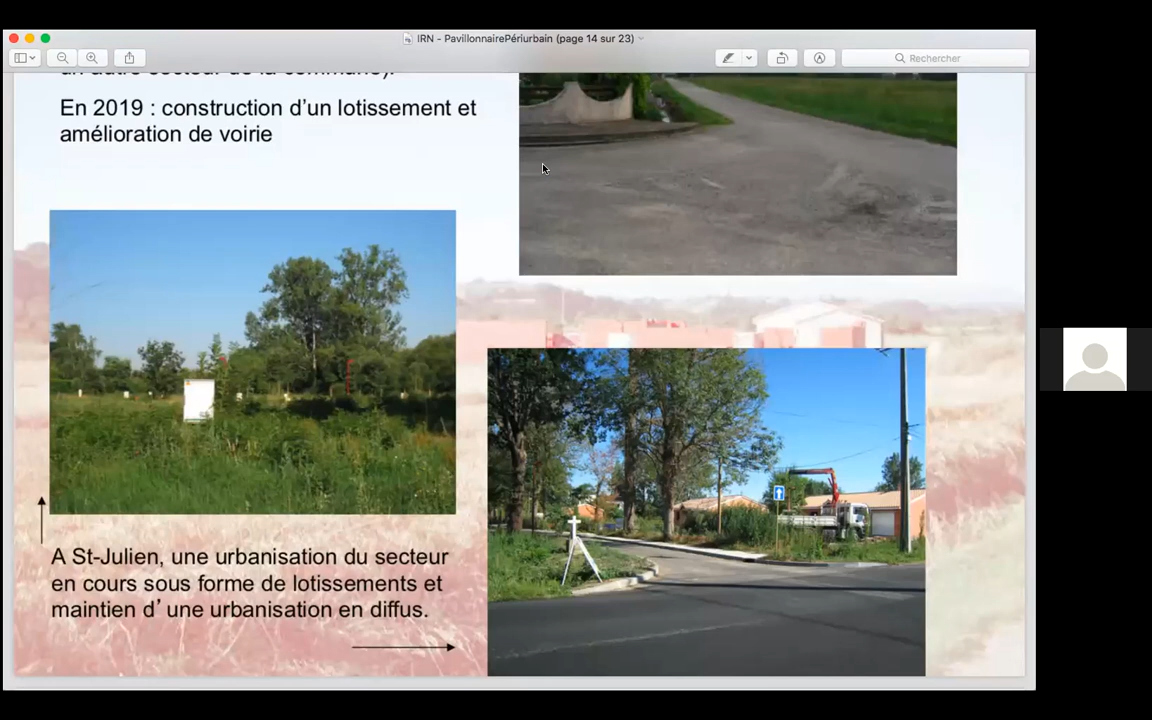 IRN - PavillonnairePériurbain (page 14 sur 23)
Rechercher
un autre secteur de la commune).
En 2019 : construction d'un lotissement et
amélioration de voirie
A St-Julien, une urbanisation du secteur
en cours sous forme de lotissements et
maintien d' une urbanisation en diffus.